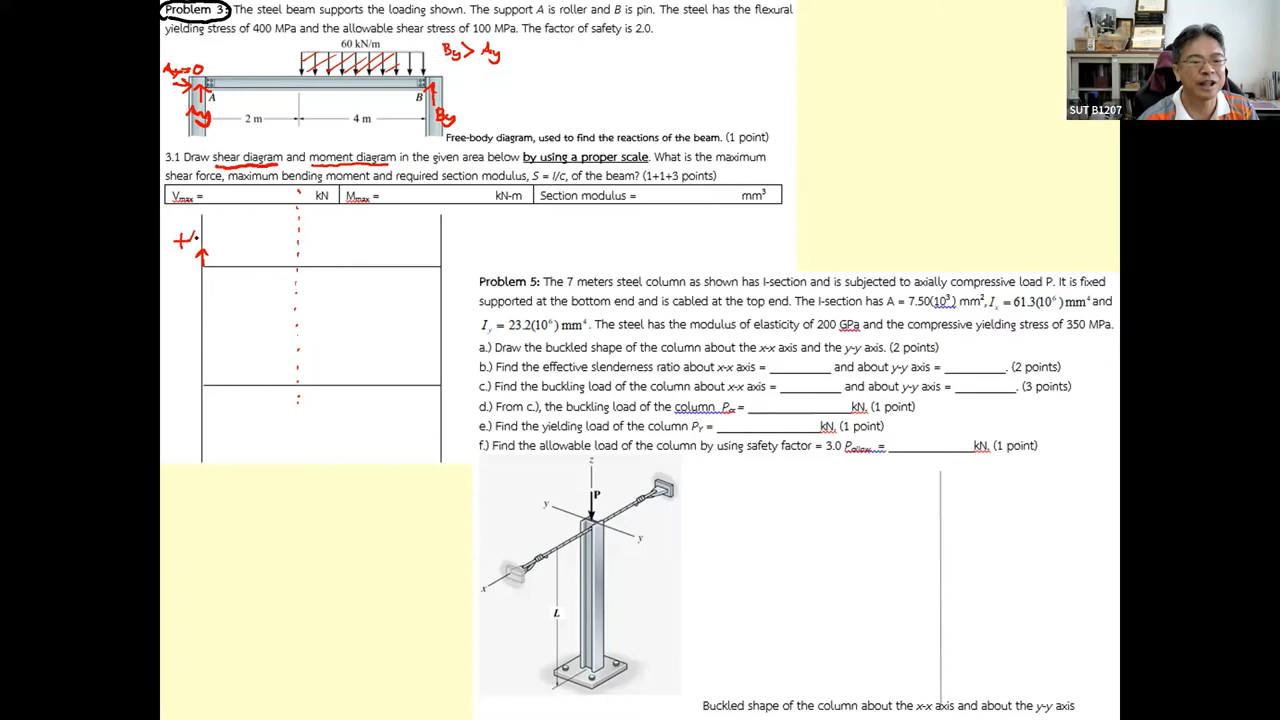 Problem 3: The steel beam supports the loading shown. The support A is roller and B is pin. The steel has the flexural
yielding stress of 400 MPa and the allowable shear stress of 100 MPa. The factor of safety is 2.0.
60 kN/m
By > Ay
=0
A
B
Ay
By
2 m
4 m
Free-body diagram, used to find the reactions of the beam. (1 point)
3.1 Draw shear diagram and moment diagram in the given area below by using a proper scale. What is the maximum
shear force, maximum bending moment and required section modulus, S = I/c, of the beam? (1+1+3 points)
Vmax = kN Mmax = kN-m Section modulus = mm³
+
Problem 5: The 7 meters steel column as shown has I-section and is subjected to axially compressive load P. It is fixed
supported at the bottom end and is cabled at the top end. The I-section has A = 7.50(10³) mm², Ix = 61.3(10⁶) mm⁴ and
Iy = 23.2(10⁶) mm⁴. The steel has the modulus of elasticity of 200 GPa and the compressive yielding stress of 350 MPa.
a.) Draw the buckled shape of the column about the x-x axis and the y-y axis. (2 points)
b.) Find the effective slenderness ratio about x-x axis = ________ and about y-y axis = ________. (2 points)
c.) Find the buckling load of the column about x-x axis = ________ and about y-y axis = ________. (3 points)
d.) From c.), the buckling load of the column Pcr = ______________ kN. (1 point)
e.) Find the yielding load of the column PY = ______________ kN. (1 point)
f.) Find the allowable load of the column by using safety factor = 3.0 Pallow = ____________ kN. (1 point)
z
P
y
y
x
L
Buckled shape of the column about the x-x axis and about the y-y axis
SUT B1207